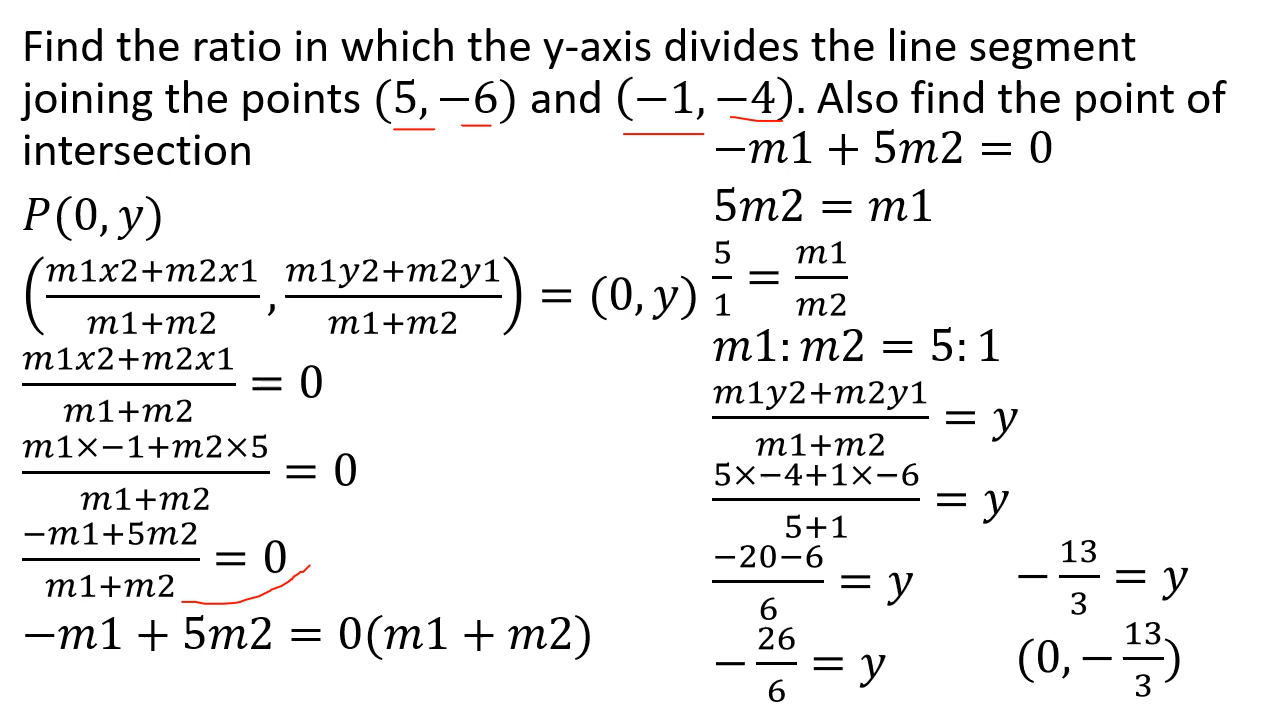 Find the ratio in which the y-axis divides the line segment
joining the points (5, −6) and (−1, −4). Also find the point of
intersection
P(0, y)
((m1x2+m2x1)/(m1+m2), (m1y2+m2y1)/(m1+m2)) = (0, y)
(m1x2+m2x1)/(m1+m2) = 0
(m1×−1+m2×5)/(m1+m2) = 0
(−m1+5m2)/(m1+m2) = 0
−m1 + 5m2 = 0(m1 + m2)
−m1 + 5m2 = 0
5m2 = m1
5/1 = m1/m2
m1: m2 = 5: 1
(m1y2+m2y1)/(m1+m2) = y
(5×−4+1×−6)/(5+1) = y
(−20−6)/6 = y
−26/6 = y
−13/3 = y
(0, −13/3)